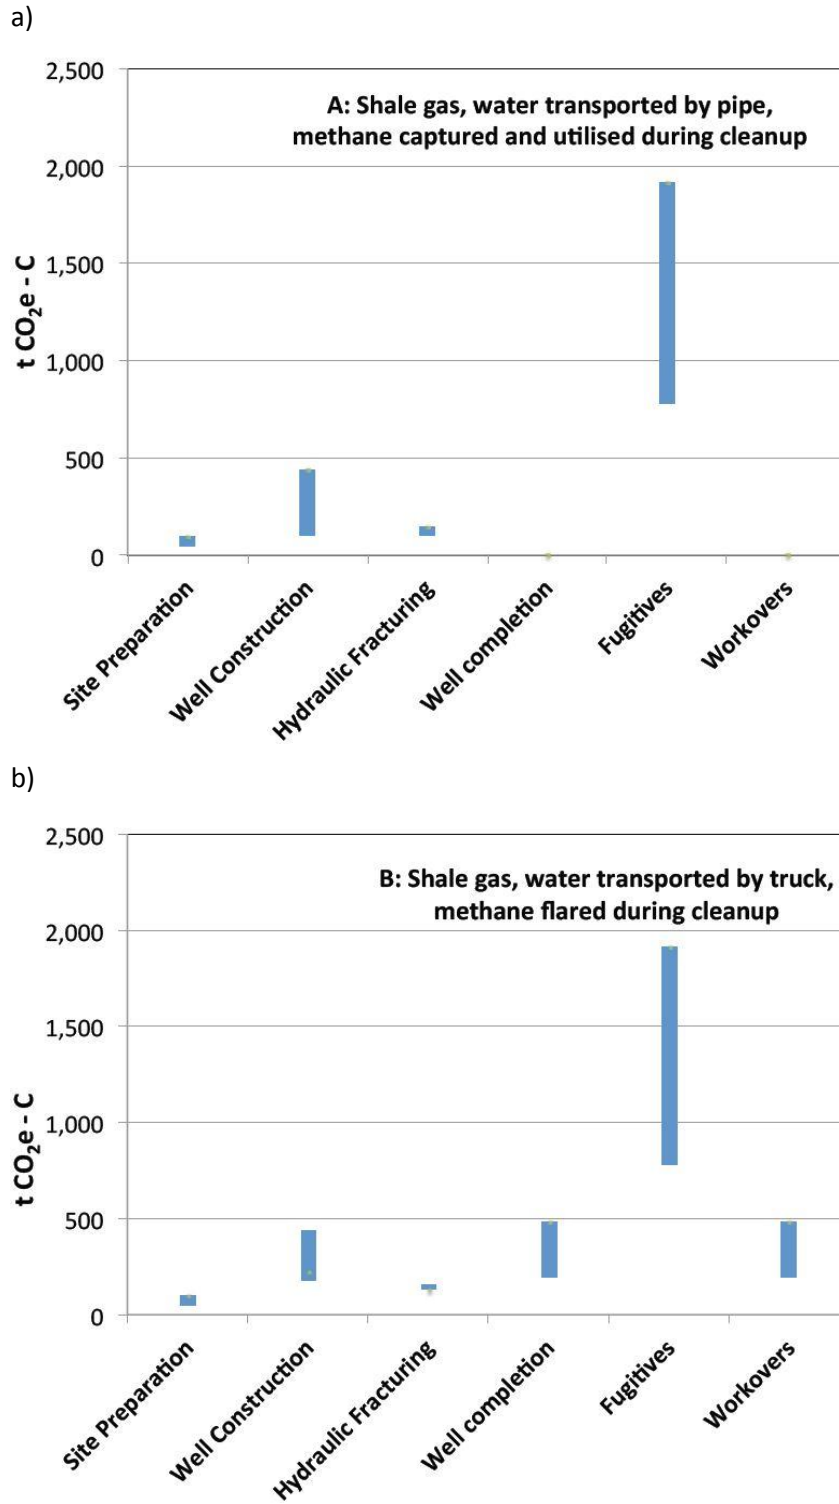 a)
2,500
A: Shale gas, water transported by pipe,
methane captured and utilised during cleanup
2,000
1,500
1,000
500
0
t CO₂e - C
Site Preparation
Well Construction
Hydraulic Fracturing
Well completion
Fugitives
Workovers
b)
2,500
B: Shale gas, water transported by truck,
methane flared during cleanup
2,000
1,500
1,000
500
0
t CO₂e - C
Site Preparation
Well Construction
Hydraulic Fracturing
Well completion
Fugitives
Workovers